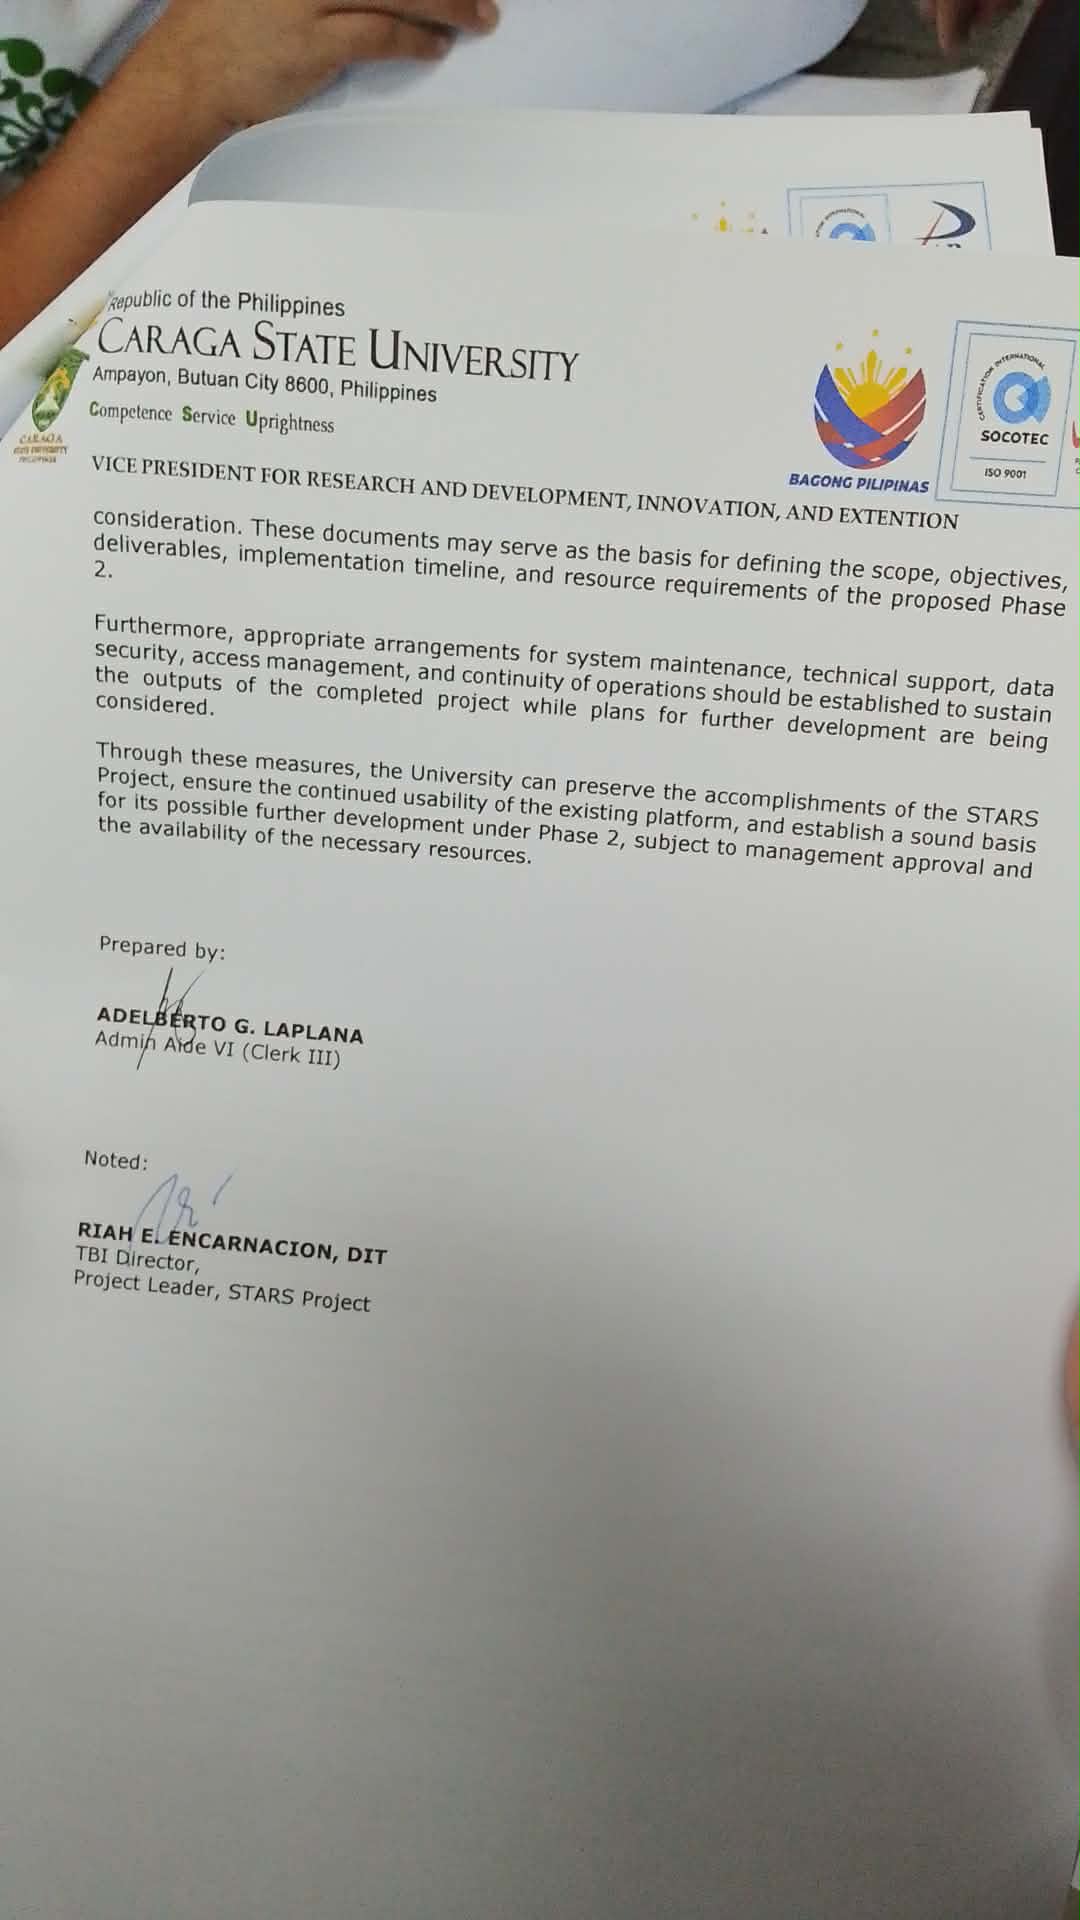 Republic of the Philippines
CARAGA STATE UNIVERSITY
Ampayon, Butuan City 8600, Philippines
Competence Service Uprightness
CARAGA
STATE UNIVERSITY
PHILIPPINES
BAGONG PILIPINAS
CERTIFICATION INTERNATIONAL
SOCOTEC
ISO 9001
VICE PRESIDENT FOR RESEARCH AND DEVELOPMENT, INNOVATION, AND EXTENTION
consideration. These documents may serve as the basis for defining the scope, objectives,
deliverables, implementation timeline, and resource requirements of the proposed Phase
2.
Furthermore, appropriate arrangements for system maintenance, technical support, data
security, access management, and continuity of operations should be established to sustain
the outputs of the completed project while plans for further development are being
considered.
Through these measures, the University can preserve the accomplishments of the STARS
Project, ensure the continued usability of the existing platform, and establish a sound basis
for its possible further development under Phase 2, subject to management approval and
the availability of the necessary resources.
Prepared by:
ADELBERTO G. LAPLANA
Admin Aide VI (Clerk III)
Noted:
RIAH E. ENCARNACION, DIT
TBI Director,
Project Leader, STARS Project